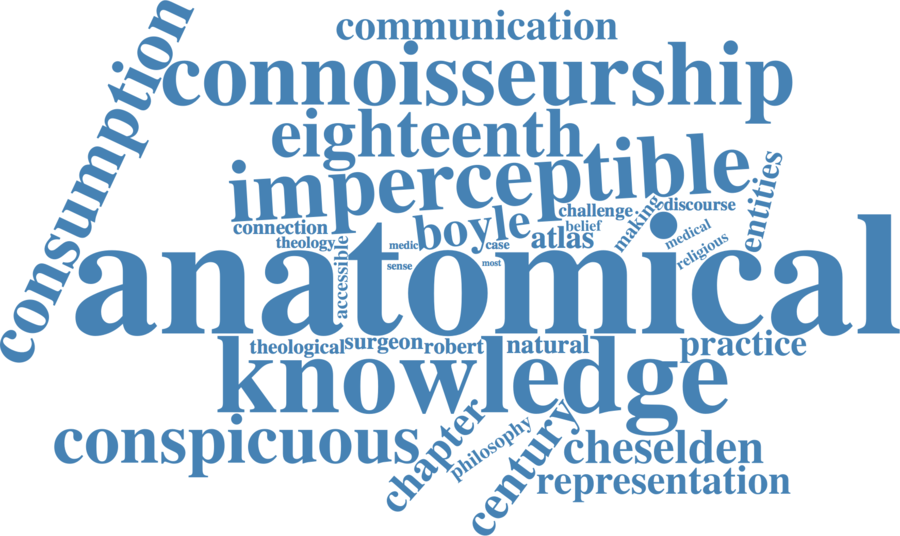 communication
consumption
connoisseurship
eighteenth
imperceptible
entities
connection
boyle
challenge
making
discourse
theology
accessible
medic
case
atlas
belief
medical
sense
most
religious
anatomical
theological
surgeon
robert
natural
practice
knowledge
conspicuous
chapter
philosophy
century
cheselden
representation